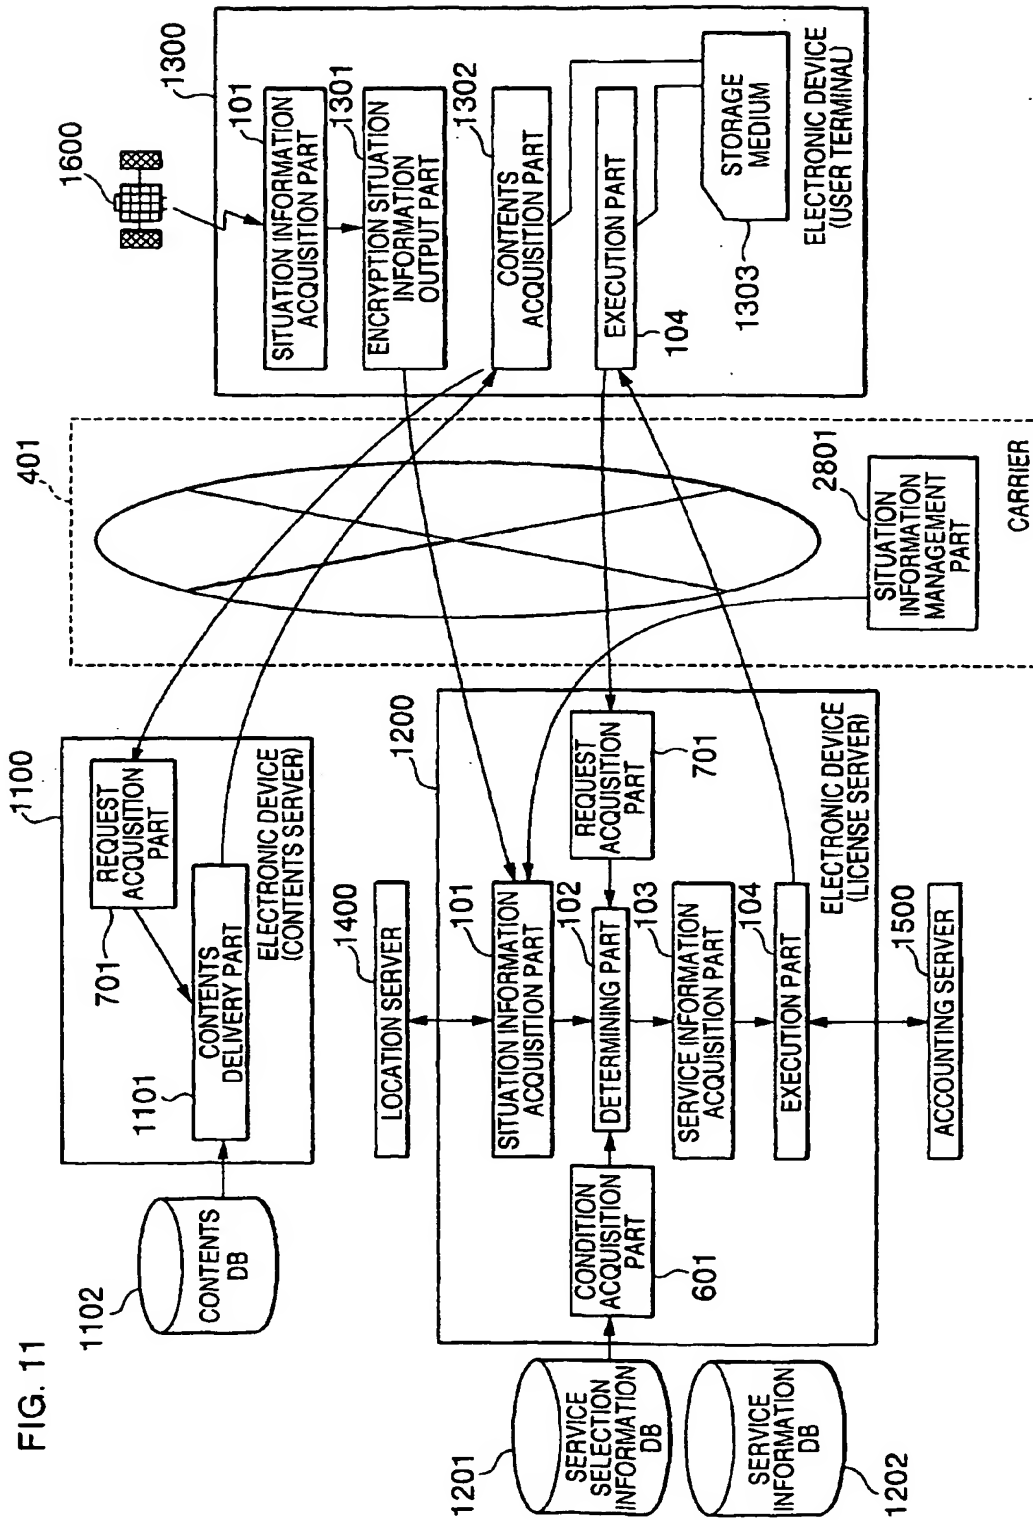 FIG. 11
1102
CONTENTS
DB
1100
701
REQUEST
ACQUISITION
PART
1101
CONTENTS
DELIVERY PART
ELECTRONIC DEVICE
(CONTENTS SERVER)
401
1600
1300
101
SITUATION INFORMATION
ACQUISITION PART
1301
ENCRYPTION SITUATION
INFORMATION
OUTPUT PART
1302
CONTENTS
ACQUISITION PART
EXECUTION PART
104
STORAGE
MEDIUM
1303
ELECTRONIC DEVICE
(USER TERMINAL)
1400
LOCATION SERVER
1200
101
SITUATION INFORMATION
ACQUISITION PART
102
DETERMINING PART
103
SERVICE INFORMATION
ACQUISITION PART
104
EXECUTION PART
REQUEST
ACQUISITION
PART
701
CONDITION
ACQUISITION
PART
601
ELECTRONIC DEVICE
(LICENSE SERVER)
1201
SERVICE
SELECTION
INFORMATION
DB
SERVICE
INFORMATION
DB
1202
1500
ACCOUNTING SERVER
2801
SITUATION
INFORMATION
MANAGEMENT
PART
CARRIER